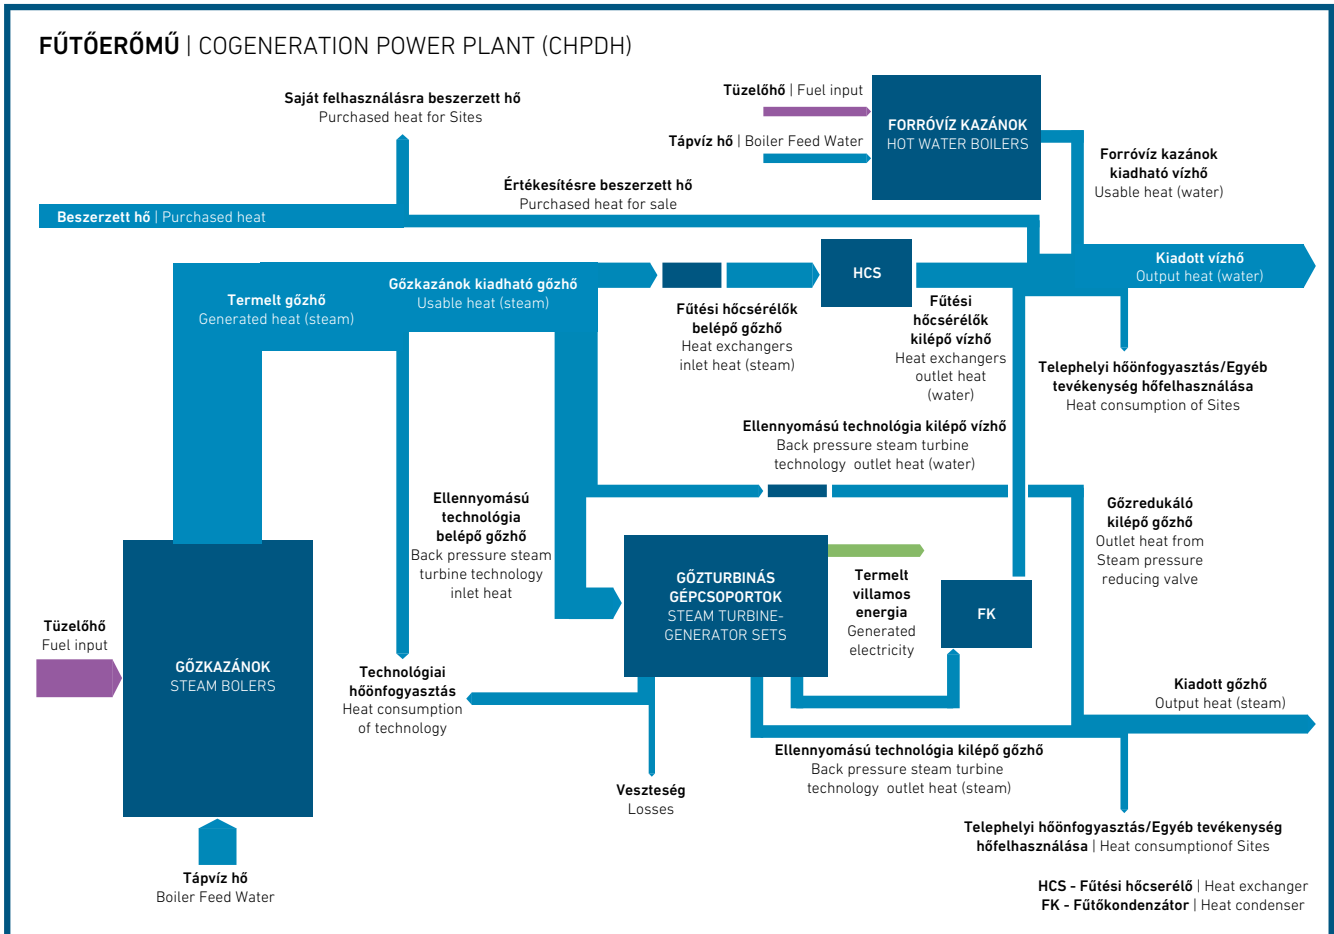 FŰTŐERŐMŰ | COGENERATION POWER PLANT (CHPDH)
Saját felhasználásra beszerzett hő
Purchased heat for Sites
Tüzelőhő | Fuel input
Tápvíz hő | Boiler Feed Water
FORRÓVÍZ KAZÁNOK
HOT WATER BOILERS
Forróvíz kazánok
kiadható vízhő
Usable heat (water)
Értékesítésre beszerzett hő
Purchased heat for sale
Beszerzett hő | Purchased heat
Kiadott vízhő
Output heat (water)
Termelt gőzhő
Generated heat (steam)
Gőzkazánok kiadható gőzhő
Usable heat (steam)
HCS
Fűtési hőcsérélők
belépő gőzhő
Heat exchangers
inlet heat (steam)
Fűtési
hőcsérélők
kilépő vízhő
Heat exchangers
outlet heat
(water)
Telephelyi hőönfogyasztás/Egyéb
tevékenység hőfelhasználása
Heat consumption of Sites
Ellennyomású technológia kilépő vízhő
Back pressure steam turbine
technology outlet heat (water)
Ellennyomású
technológia
belépő gőzhő
Back pressure steam
turbine technology
inlet heat
Gőzredukáló
kilépő gőzhő
Outlet heat from
Steam pressure
reducing valve
GŐZTURBINÁS
GÉPCSOPORTOK
STEAM TURBINE-
GENERATOR SETS
Termelt
villamos
energia
Generated
electricity
FK
Tüzelőhő
Fuel input
GŐZKAZÁNOK
STEAM BOLERS
Technológiai
hőönfogyasztás
Heat consumption
of technology
Kiadott gőzhő
Output heat (steam)
Ellennyomású technológia kilépő gőzhő
Back pressure steam turbine
technology outlet heat (steam)
Veszteség
Losses
Telephelyi hőönfogyasztás/Egyéb tevékenység
hőfelhasználása | Heat consumptionof Sites
Tápvíz hő
Boiler Feed Water
HCS - Fűtési hőcserélő | Heat exchanger
FK - Fűtőkondenzátor | Heat condenser